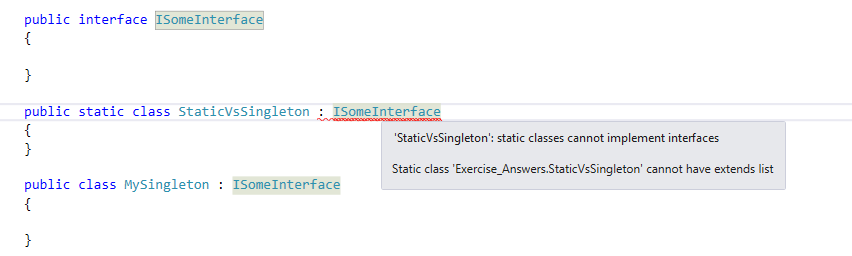 public interface ISomeInterface
{
}
public static class StaticVsSingleton : ISomeInterface
{
'StaticVsSingleton': static classes cannot implement interfaces
}
Static class 'Exercise_Answers.StaticVsSingleton' cannot have extends list
public class MySingleton : ISomeInterface
{
}